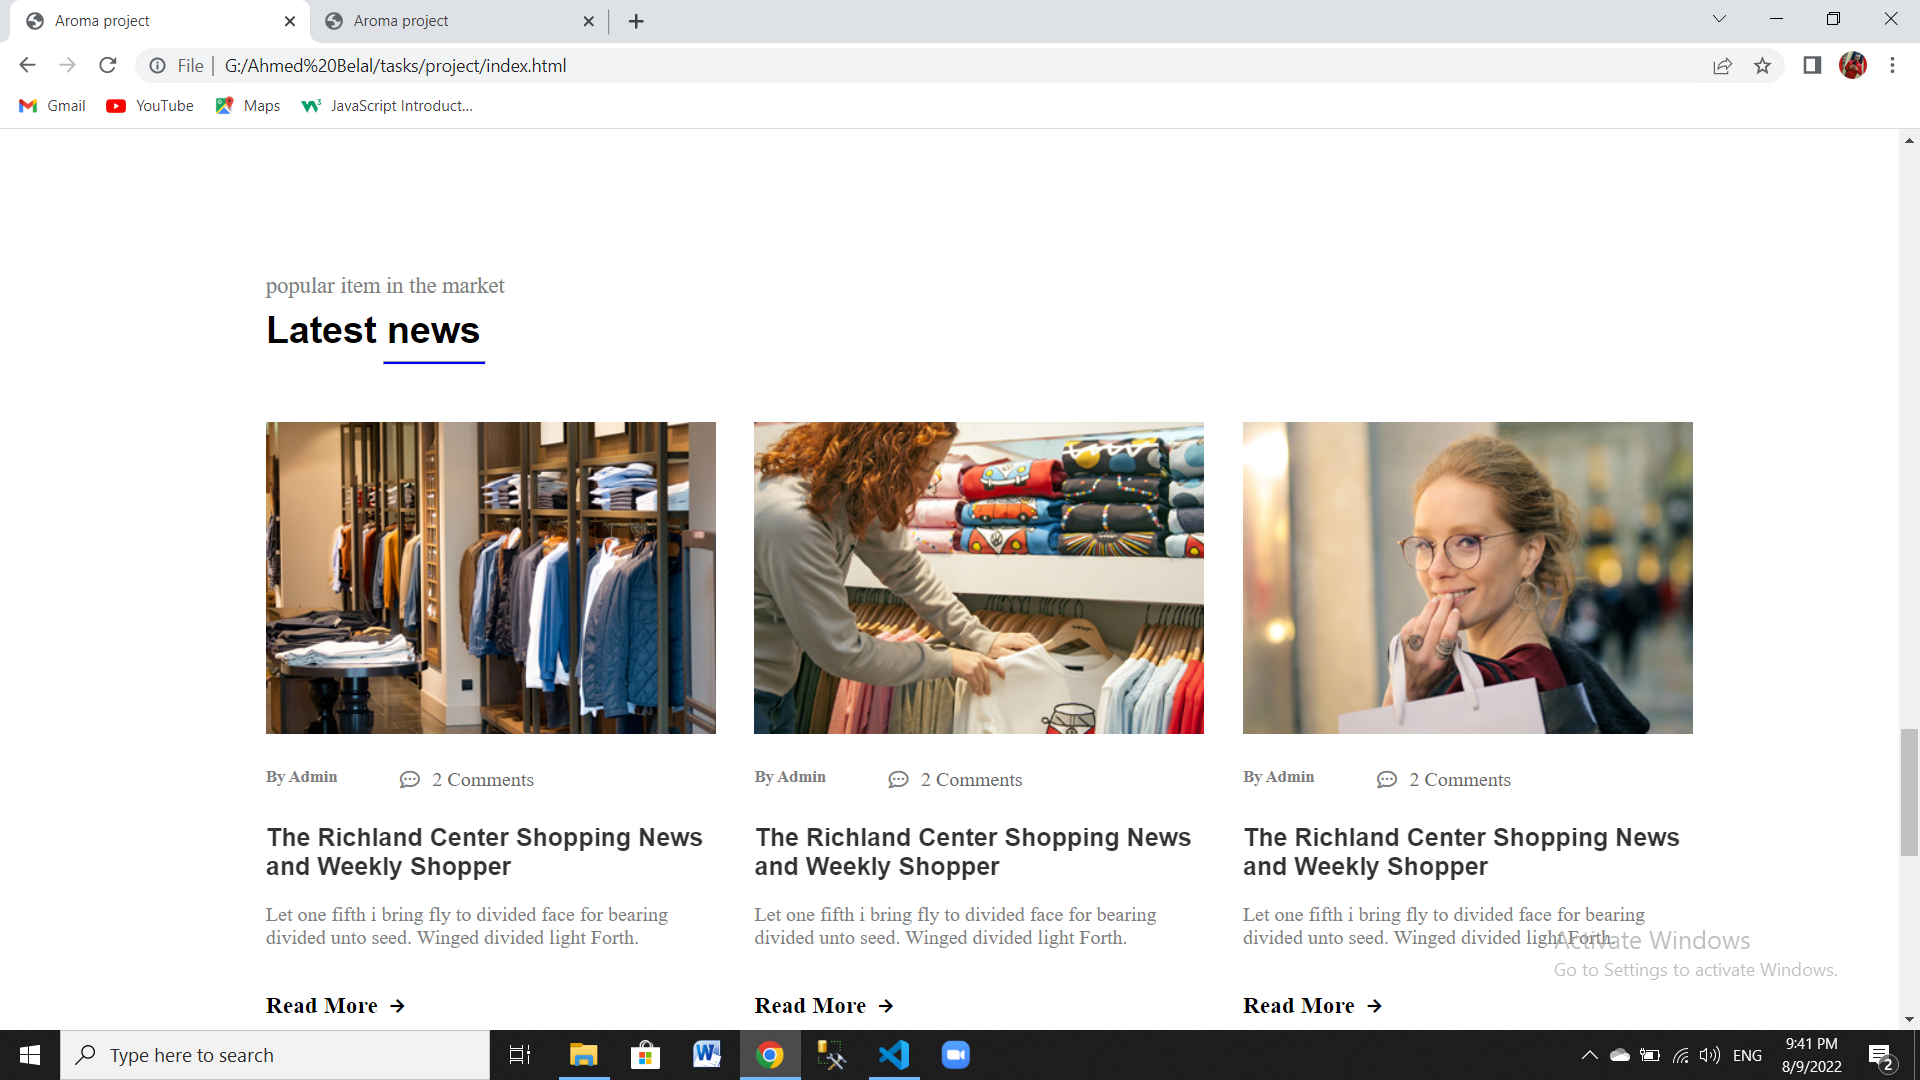 Aroma project
Aroma project
File
G:/Ahmed%20Belal/tasks/project/index.html
Gmail
YouTube
Maps
JavaScript Introduct...
popular item in the market
Latest news
By Admin
2 Comments
The Richland Center Shopping News
and Weekly Shopper
Let one fifth i bring fly to divided face for bearing
divided unto seed. Winged divided light Forth.
Read More →
By Admin
2 Comments
The Richland Center Shopping News
and Weekly Shopper
Let one fifth i bring fly to divided face for bearing
divided unto seed. Winged divided light Forth.
Read More →
By Admin
2 Comments
The Richland Center Shopping News
and Weekly Shopper
Let one fifth i bring fly to divided face for bearing
divided unto seed. Winged divided light Forth.
Read More →
Activate Windows
Go to Settings to activate Windows.
Type here to search
ENG
9:41 PM
8/9/2022
2